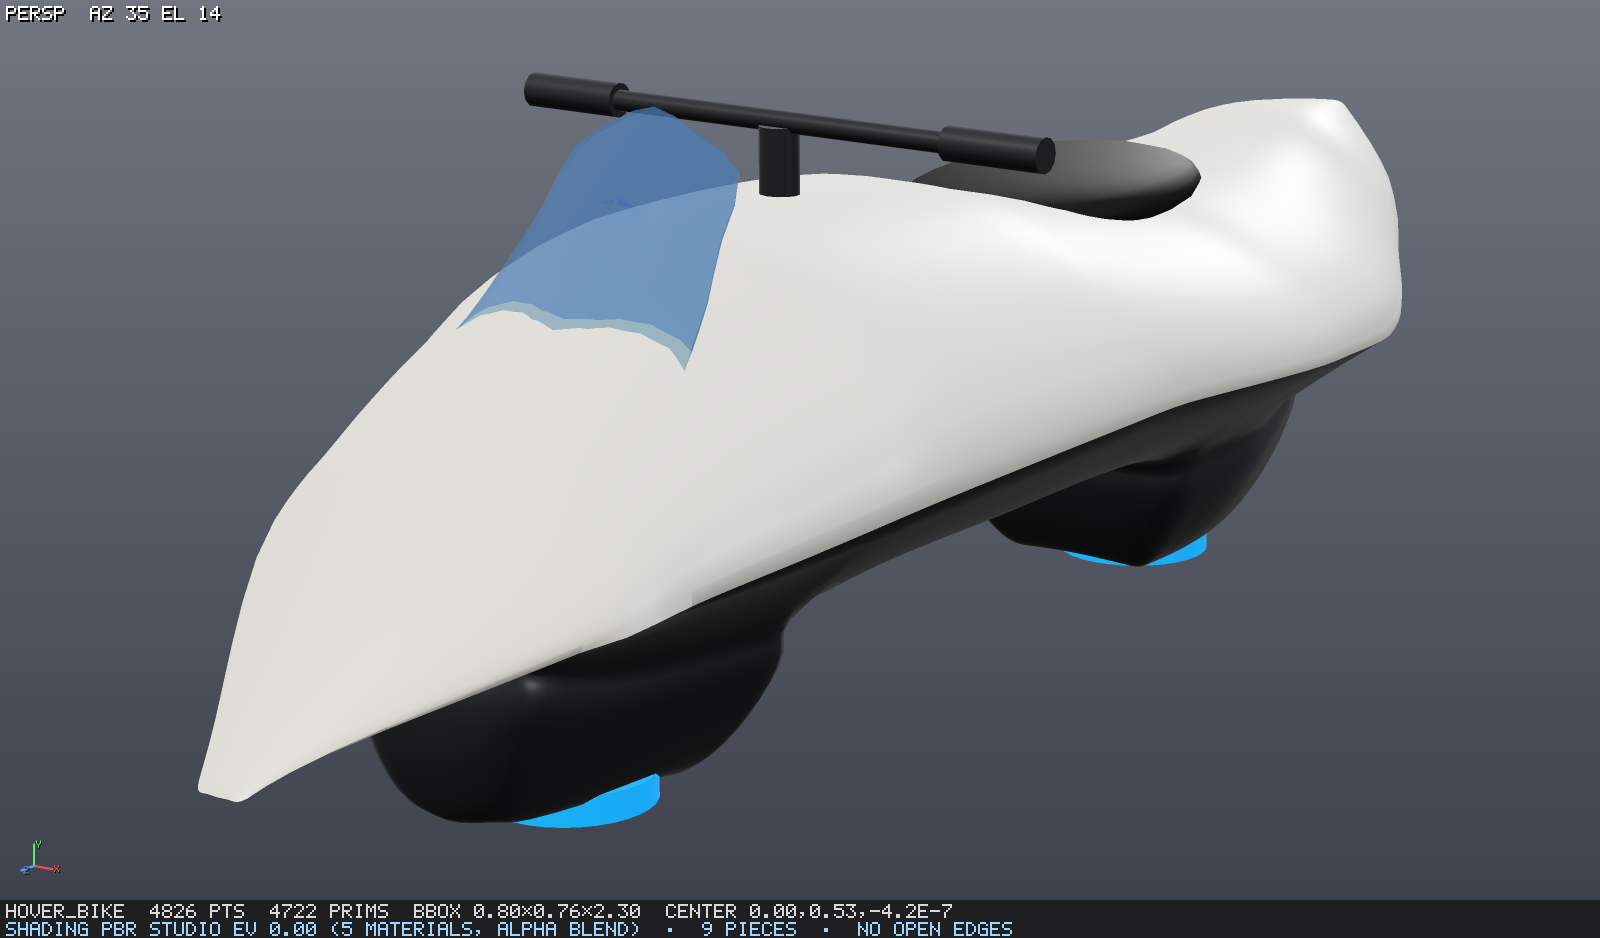 PERSP  AZ 35 EL 14
Y
X
Z
HOVER_BIKE  4826 PTS  4722 PRIMS  BBOX 0.80×0.76×2.30  CENTER 0.00,0.53,-4.2E-7
SHADING PBR STUDIO EV 0.00 (5 MATERIALS, ALPHA BLEND)  ·  9 PIECES  ·  NO OPEN EDGES